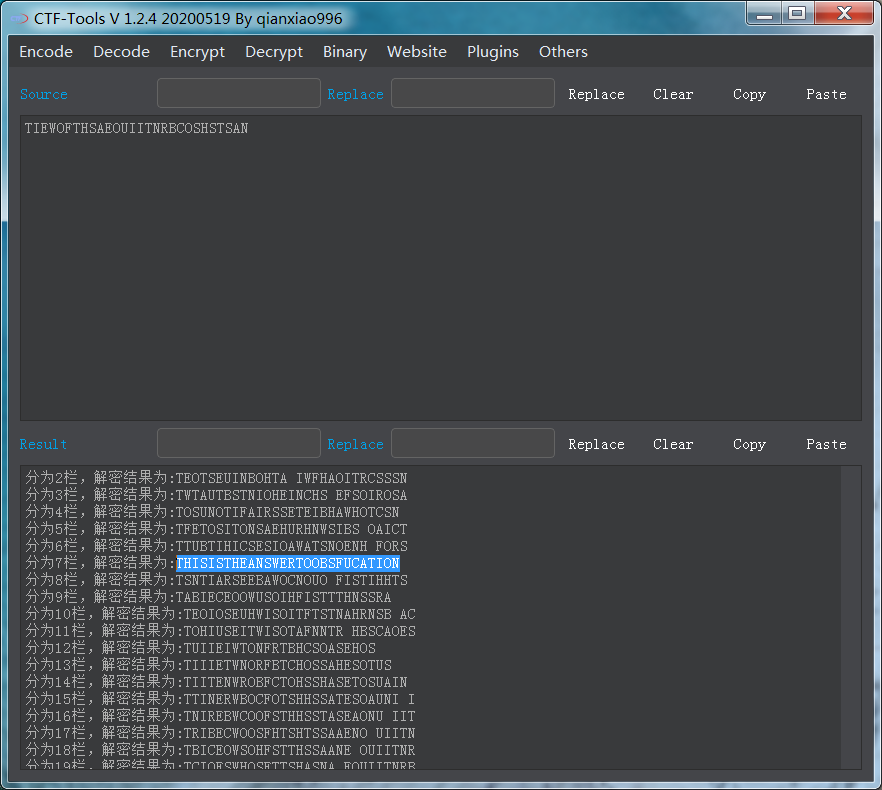 CTF-Tools V 1.2.4 20200519 By qianxiao996
Encode Decode Encrypt Decrypt Binary Website Plugins Others
Source Replace Replace Clear Copy Paste
TIEWOFTHSAEOUIITNRBCOSHSTSAN
Result Replace Replace Clear Copy Paste
分为2栏，解密结果为:TEOTSEUINBOHTA IWFHAOITRCSSSN
分为3栏，解密结果为:TWTAUTBSTNIOHEINCHS EFSOIROSA
分为4栏，解密结果为:TOSUNOTIFAIRSSETEIBHAWHOTCSN
分为5栏，解密结果为:TFETOSITONSAEHURHNWSIBS OAICT
分为6栏，解密结果为:TTUBTIHICSESIOAWATSNOENH FORS
分为7栏，解密结果为:THISISTHEANSWERTOOBSFUCATION
分为8栏，解密结果为:TSNTIARSEEBAWOCNOUO FISTIHHTS
分为9栏，解密结果为:TABIECEOOWUSOIHFISTTTHNSSRA
分为10栏，解密结果为:TEOIOSEUHWISOITFTSTNAHRNSB AC
分为11栏，解密结果为:TOHIUSEITWISOTAFNNTR HBSCAOES
分为12栏，解密结果为:TUIIEIWTONFRTBHCSOASEHOS
分为13栏，解密结果为:TIIIETWNORFBTCHOSSAHESOTUS
分为14栏，解密结果为:TIITENWROBFCTOHSSHASETOSUAIN
分为15栏，解密结果为:TTINERWBOCFOTSHHSSATESOAUNI I
分为16栏，解密结果为:TNIREBWCOOFSTHHSSTASEAONU IIT
分为17栏，解密结果为:TRIBECWOOSFHTSHTSSAAENO UIITN
分为18栏，解密结果为:TBICEOWSOHFSTTHSSAANE OUIITNR
分为19栏，解密结果为:TCIOESWHOSFTTSHASNA EOUIITNRB